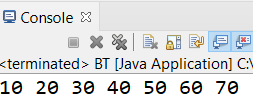 Console
<terminated> BT [Java Application] C:\
10 20 30 40 50 60 70